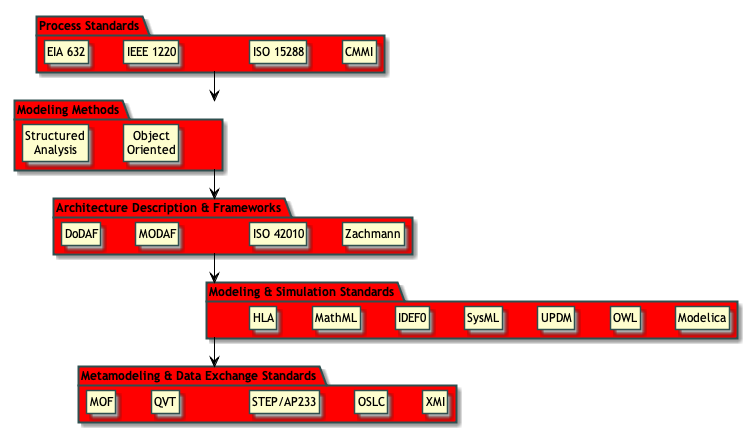 Process Standards
EIA 632
IEEE 1220
ISO 15288
CMMI
Modeling Methods
Structured
Analysis
Object
Oriented
Architecture Description & Frameworks
DoDAF
MODAF
ISO 42010
Zachmann
Modeling & Simulation Standards
HLA
MathML
IDEF0
SysML
UPDM
OWL
Modelica
Metamodeling & Data Exchange Standards
MOF
QVT
STEP/AP233
OSLC
XMI